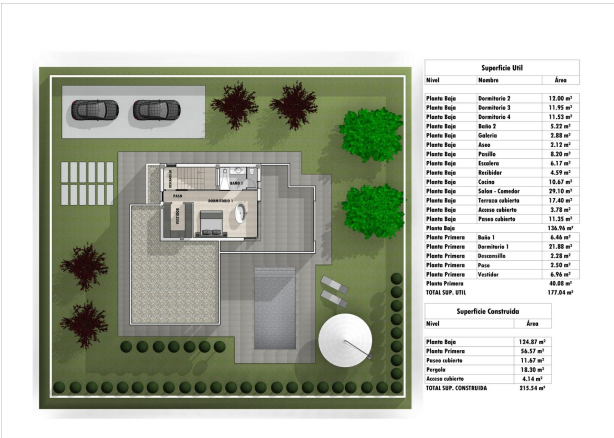 Superficie Util
Nivel Nombre Área
Planta Baja Dormitorio 2 12.00 m²
Planta Baja Dormitorio 3 11.95 m²
Planta Baja Dormitorio 4 11.53 m²
Planta Baja Baño 2 5.22 m²
Planta Baja Galeria 2.88 m²
Planta Baja Aseo 2.12 m²
Planta Baja Pasillo 8.20 m²
Planta Baja Escalera 6.17 m²
Planta Baja Recibidor 4.59 m²
Planta Baja Cocina 10.67 m²
Planta Baja Salon - Comedor 29.10 m²
Planta Baja Terraza cubierta 17.40 m²
Planta Baja Acceso cubierto 3.78 m²
Planta Baja Paseo cubierto 11.35 m²
Planta Baja 136.96 m²
Planta Primera Baño 1 6.46 m²
Planta Primera Dormitorio 1 21.88 m²
Planta Primera Descansillo 2.28 m²
Planta Primera Paso 2.50 m²
Planta Primera Vestidor 6.96 m²
Planta Primera 40.08 m²
TOTAL SUP. UTIL 177.04 m²
Superficie Construida
Nivel Área
Planta Baja 124.87 m²
Planta Primera 56.57 m²
Paseo cubierto 11.67 m²
Pergola 18.30 m²
Acceso cubierto 4.14 m²
TOTAL SUP. CONSTRUIDA 215.54 m²
BAÑO 1
PASO
DORMITORIO 1
VESTIDOR